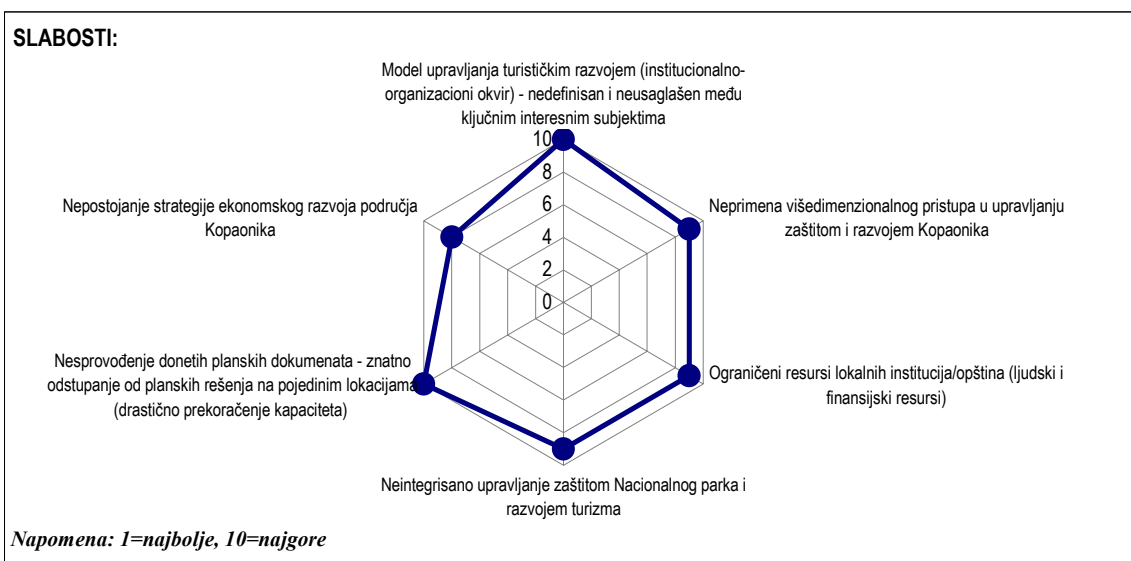 SLABOSTI:
Model upravljanja turističkim razvojem (institucionalno-
organizacioni okvir) - nedefinisan i neusaglašen među
ključnim interesnim subjektima
10
8
6
4
2
0
Neprimena višedimenzionalnog pristupa u upravljanju
zaštitom i razvojem Kopaonika
Ograničeni resursi lokalnih institucija/opština (ljudski i
finansijski resursi)
Neintegrisano upravljanje zaštitom Nacionalnog parka i
razvojem turizma
Nesprovođenje donetih planskih dokumenata - znatno
odstupanje od planskih rešenja na pojedinim lokacijama
(drastično prekoračenje kapaciteta)
Nepostojanje strategije ekonomskog razvoja područja
Kopaonika
Napomena: 1=najbolje, 10=najgore